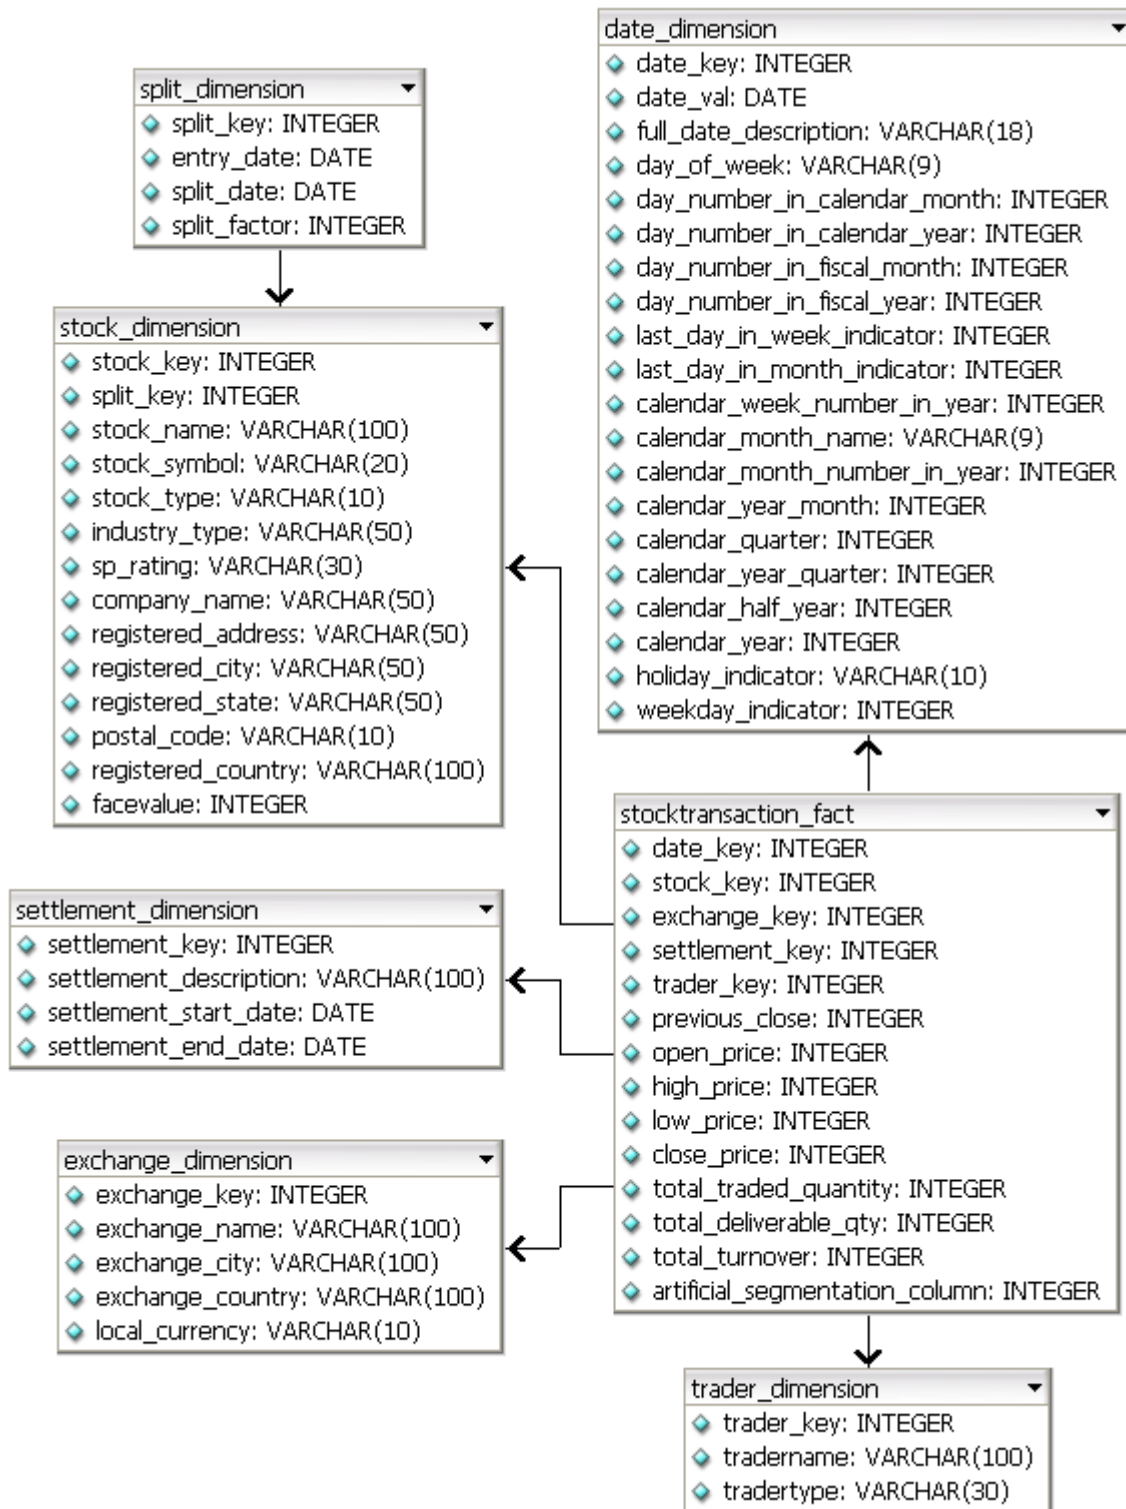 split_dimension
split_key: INTEGER
entry_date: DATE
split_date: DATE
split_factor: INTEGER
stock_dimension
stock_key: INTEGER
split_key: INTEGER
stock_name: VARCHAR(100)
stock_symbol: VARCHAR(20)
stock_type: VARCHAR(10)
industry_type: VARCHAR(50)
sp_rating: VARCHAR(30)
company_name: VARCHAR(50)
registered_address: VARCHAR(50)
registered_city: VARCHAR(50)
registered_state: VARCHAR(50)
postal_code: VARCHAR(10)
registered_country: VARCHAR(100)
facevalue: INTEGER
settlement_dimension
settlement_key: INTEGER
settlement_description: VARCHAR(100)
settlement_start_date: DATE
settlement_end_date: DATE
exchange_dimension
exchange_key: INTEGER
exchange_name: VARCHAR(100)
exchange_city: VARCHAR(100)
exchange_country: VARCHAR(100)
local_currency: VARCHAR(10)
date_dimension
date_key: INTEGER
date_val: DATE
full_date_description: VARCHAR(18)
day_of_week: VARCHAR(9)
day_number_in_calendar_month: INTEGER
day_number_in_calendar_year: INTEGER
day_number_in_fiscal_month: INTEGER
day_number_in_fiscal_year: INTEGER
last_day_in_week_indicator: INTEGER
last_day_in_month_indicator: INTEGER
calendar_week_number_in_year: INTEGER
calendar_month_name: VARCHAR(9)
calendar_month_number_in_year: INTEGER
calendar_year_month: INTEGER
calendar_quarter: INTEGER
calendar_year_quarter: INTEGER
calendar_half_year: INTEGER
calendar_year: INTEGER
holiday_indicator: VARCHAR(10)
weekday_indicator: INTEGER
stocktransaction_fact
date_key: INTEGER
stock_key: INTEGER
exchange_key: INTEGER
settlement_key: INTEGER
trader_key: INTEGER
previous_close: INTEGER
open_price: INTEGER
high_price: INTEGER
low_price: INTEGER
close_price: INTEGER
total_traded_quantity: INTEGER
total_deliverable_qty: INTEGER
total_turnover: INTEGER
artificial_segmentation_column: INTEGER
trader_dimension
trader_key: INTEGER
tradername: VARCHAR(100)
tradertype: VARCHAR(30)